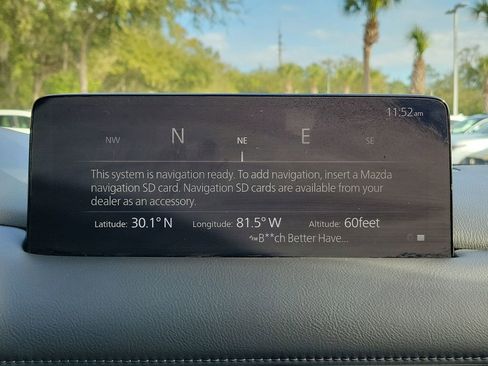 11:52am
NW N NE E SE
This system is navigation ready. To add navigation, insert a Mazda
navigation SD card. Navigation SD cards are available from your
dealer as an accessory.
Latitude: 30.1° N Longitude: 81.5° W Altitude: 60feet
B**ch Better Have...